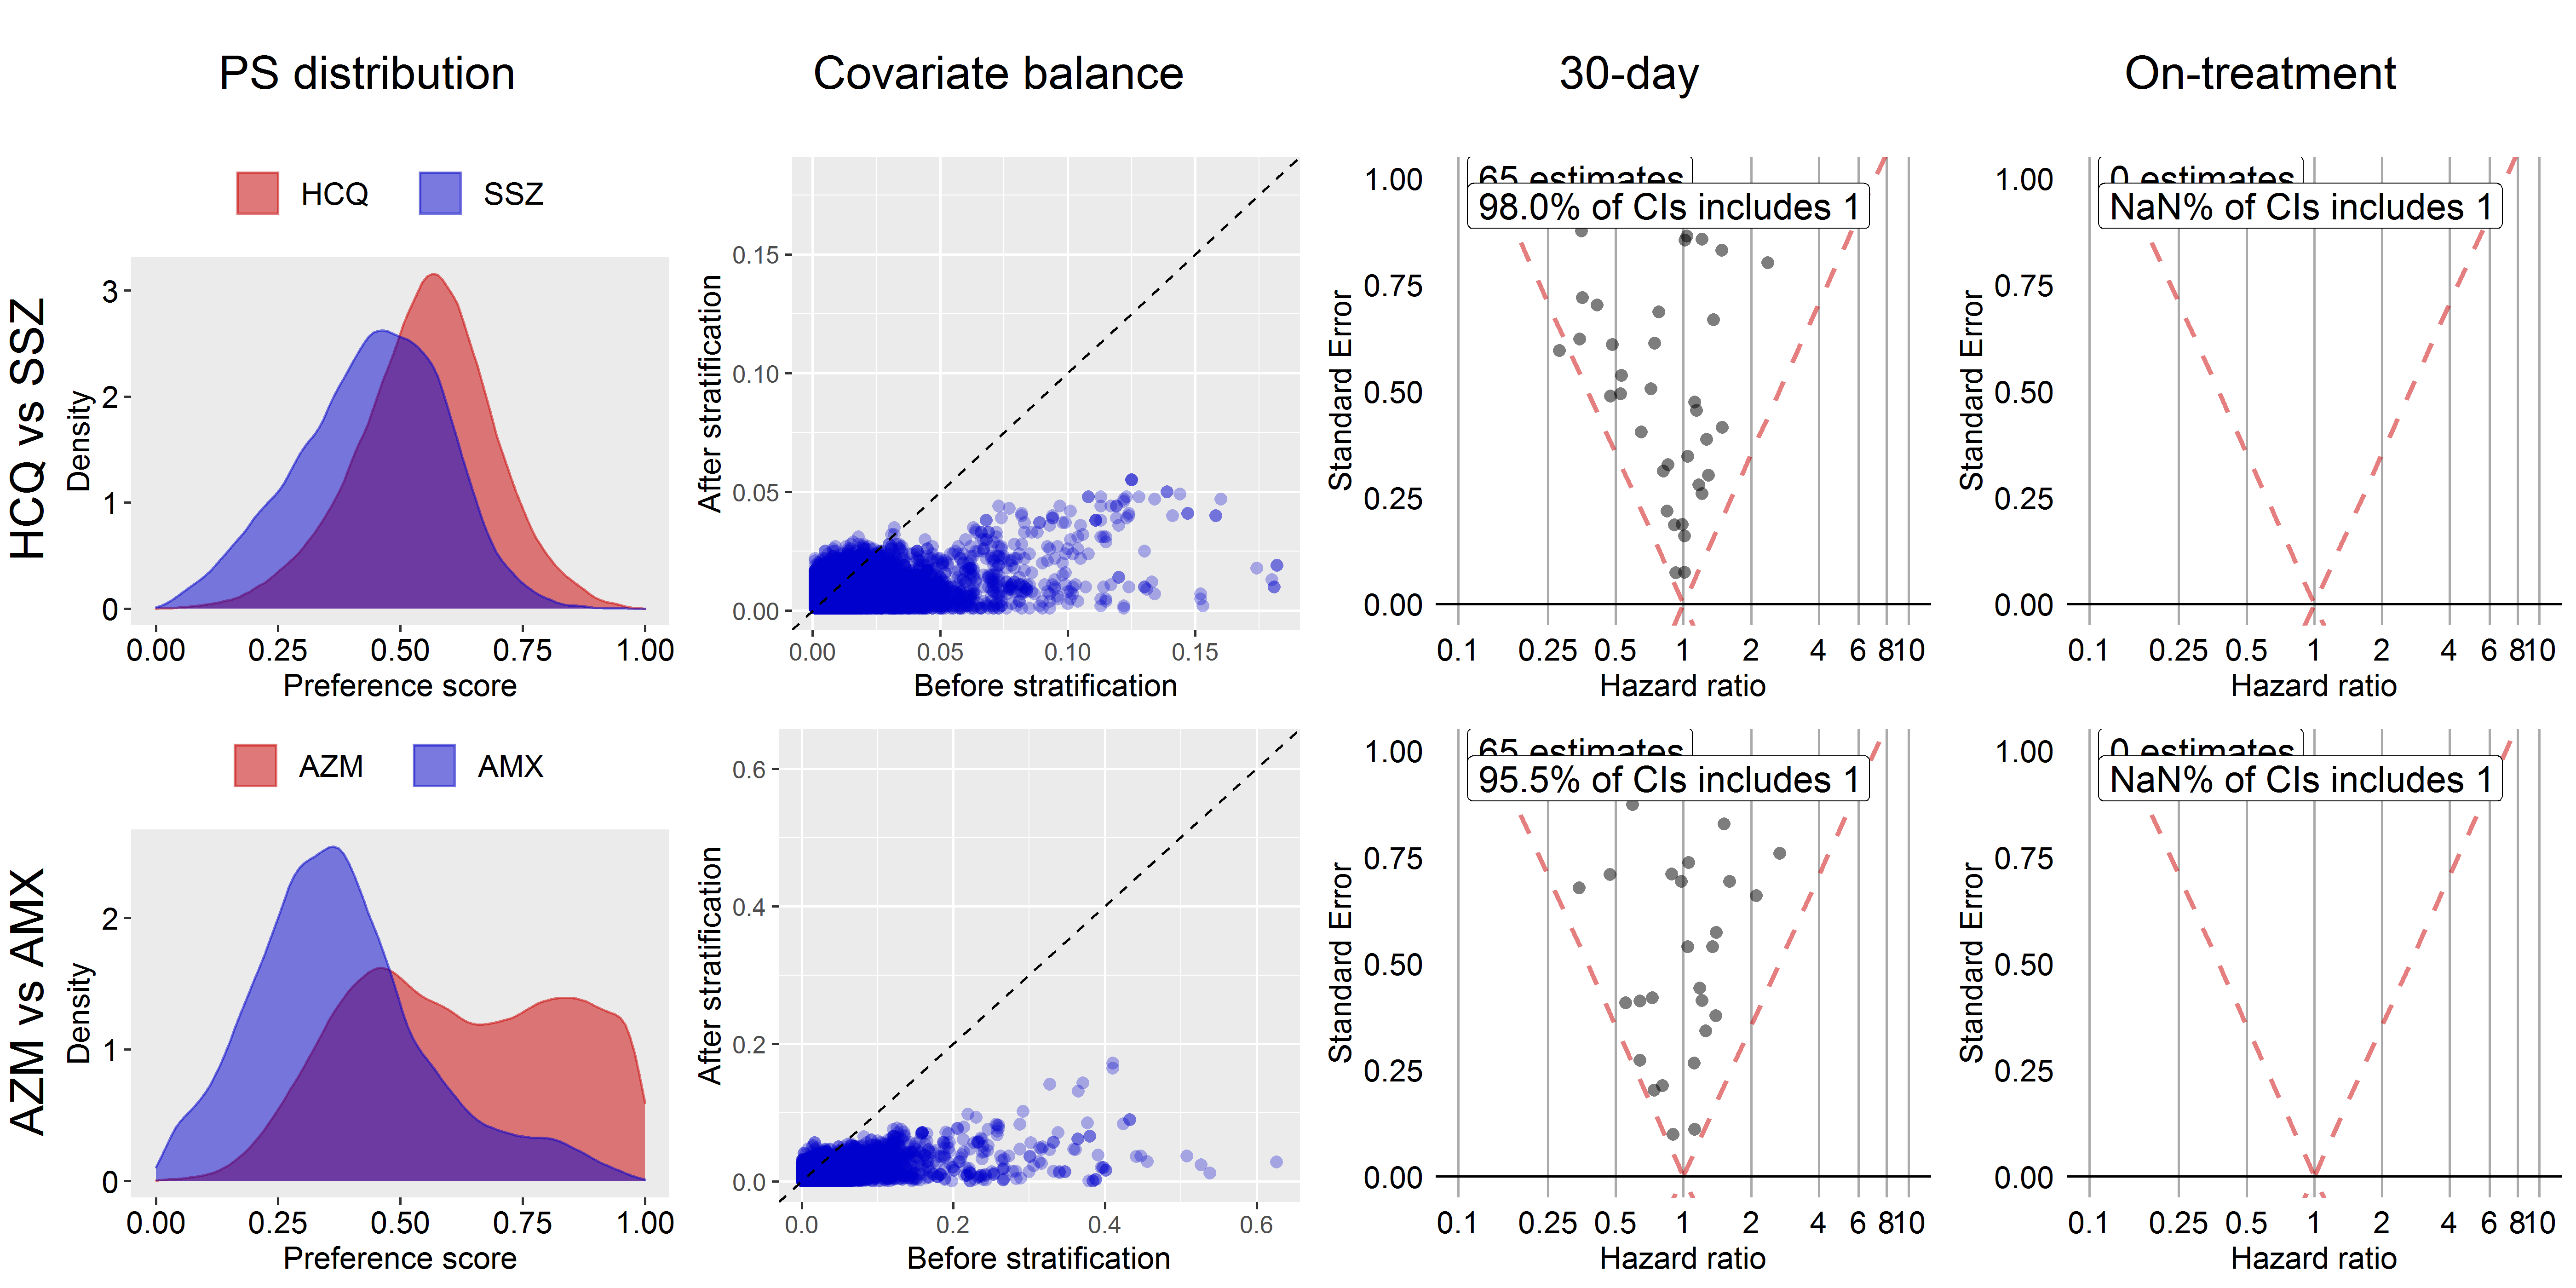 PS distribution
Covariate balance
30-day
On-treatment
HCQ vs SSZ
HCQ
SSZ
Density
3
2
1
0
0.00 0.25 0.50 0.75 1.00
Preference score
After stratification
0.15
0.10
0.05
0.00
0.00 0.05 0.10 0.15
Before stratification
Standard Error
1.00
0.75
0.50
0.25
0.00
65 estimates
98.0% of CIs includes 1
0.1 0.25 0.5 1 2 4 6 8 10
Hazard ratio
Standard Error
1.00
0.75
0.50
0.25
0.00
0 estimates
NaN% of CIs includes 1
0.1 0.25 0.5 1 2 4 6 8 10
Hazard ratio
AZM vs AMX
AZM
AMX
Density
2
1
0
0.00 0.25 0.50 0.75 1.00
Preference score
After stratification
0.6
0.4
0.2
0.0
0.0 0.2 0.4 0.6
Before stratification
Standard Error
1.00
0.75
0.50
0.25
0.00
65 estimates
95.5% of CIs includes 1
0.1 0.25 0.5 1 2 4 6 8 10
Hazard ratio
Standard Error
1.00
0.75
0.50
0.25
0.00
0 estimates
NaN% of CIs includes 1
0.1 0.25 0.5 1 2 4 6 8 10
Hazard ratio